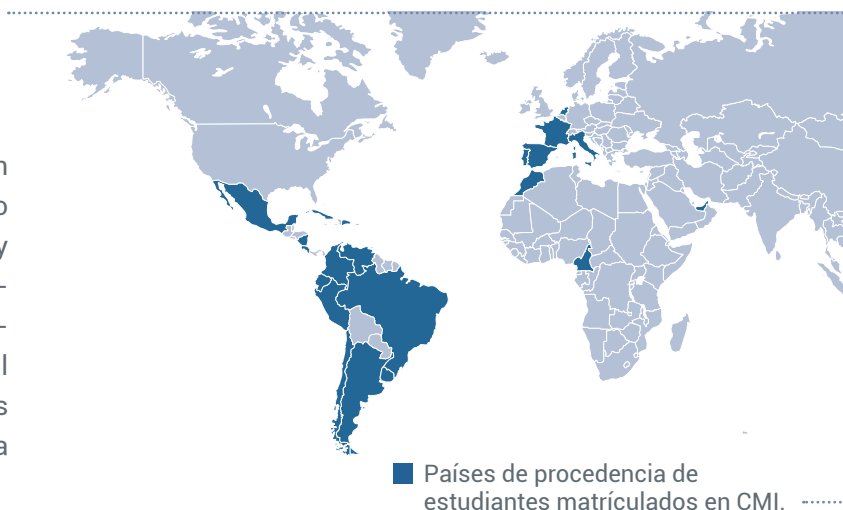 n
o
y
–
–
l
s
a
Países de procedencia de
estudiantes matrículados en CMI.